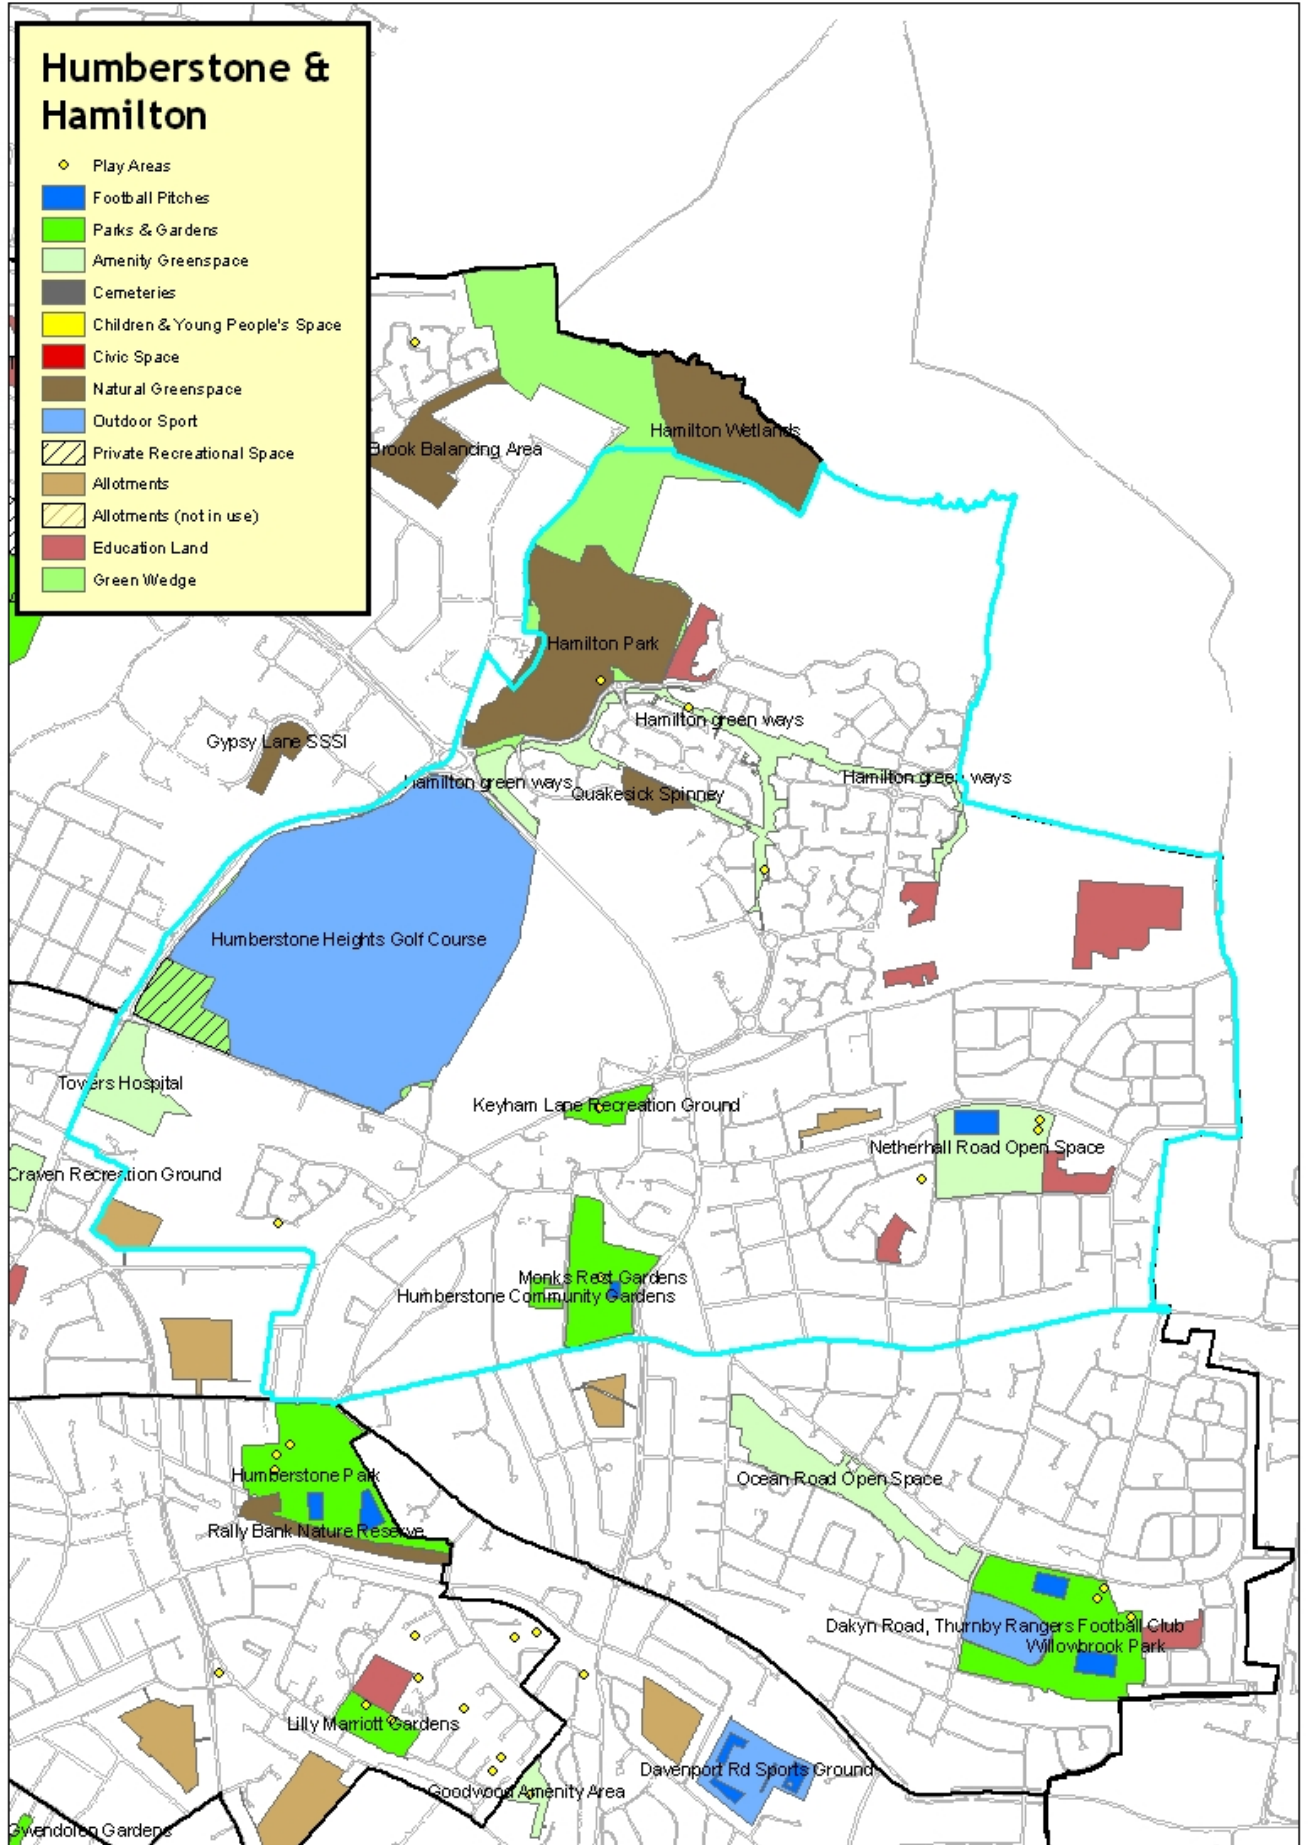 Humberstone &
Hamilton
Play Areas
Football Pitches
Parks & Gardens
Amenity Greenspace
Cemeteries
Children & Young People's Space
Civic Space
Natural Greenspace
Outdoor Sport
Private Recreational Space
Allotments
Allotments (not in use)
Education Land
Green Wedge
Hamilton Wetlands
Brook Balancing Area
Hamilton Park
Hamilton green ways
Gypsy Lane SSSI
Hamilton green ways
Hamilton green ways
Quakesick Spinney
Humberstone Heights Golf Course
Towers Hospital
Keyham Lane Recreation Ground
Netherhall Road Open Space
Craven Recreation Ground
Monks Rest Gardens
Humberstone Community Gardens
Humberstone Park
Ocean Road Open Space
Rally Bank Nature Reserve
Dakyn Road, Thurnby Rangers Football Club
Willowbrook Park
Lilly Marriott Gardens
Davenport Rd Sports Ground
Goodwood Amenity Area
Gwendolen Gardens